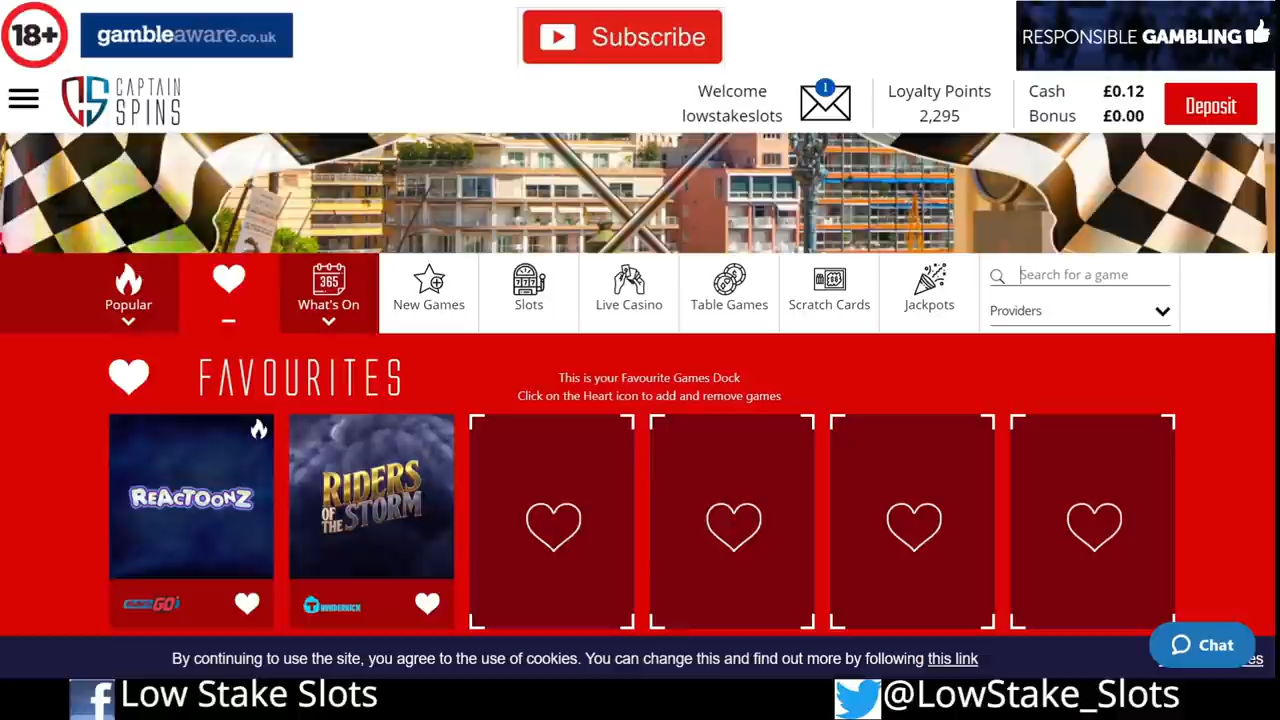 18+
gambleaware.co.uk
Subscribe
RESPONSIBLE GAMBLING
CAPTAIN
SPINS
Welcome
lowstakeslots
1
Loyalty Points
2,295
Cash £0.12
Bonus £0.00
Deposit
Popular
365
What's On
New Games
Slots
Live Casino
Table Games
Scratch Cards
Jackpots
Search for a game
Providers
FAVOURITES
This is your Favourite Games Dock
Click on the Heart icon to add and remove games
REACTOONZ
RIDERS
OF THE STORM
THUNDERKICK
By continuing to use the site, you agree to the use of cookies. You can change this and find out more by following this link
Chat
Low Stake Slots
@LowStake_Slots